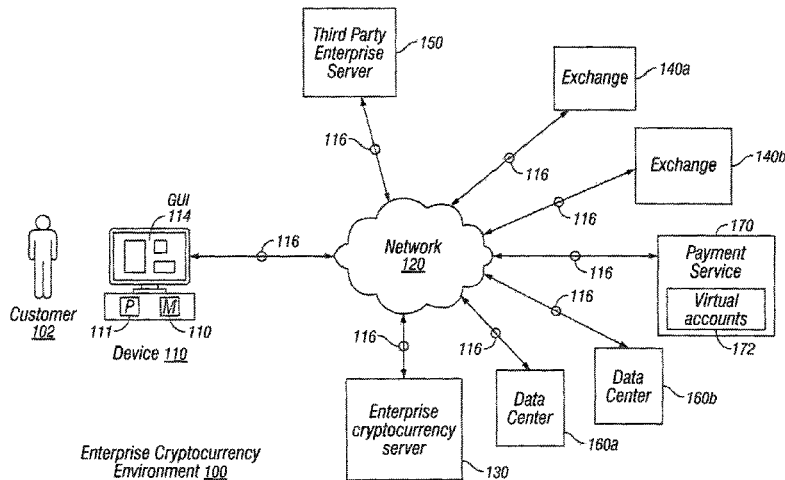 Third Party
Enterprise
Server
150
Exchange
140a
116
116
Exchange
140b
116
GUI
114
116
Network
120
116
170
Payment
Service
Virtual
accounts
172
Customer
102
P
M
111
110
Device 110
116
116
116
Data
Center
160b
Data
Center
160a
Enterprise
cryptocurrency
server
130
Enterprise Cryptocurrency
Environment 100